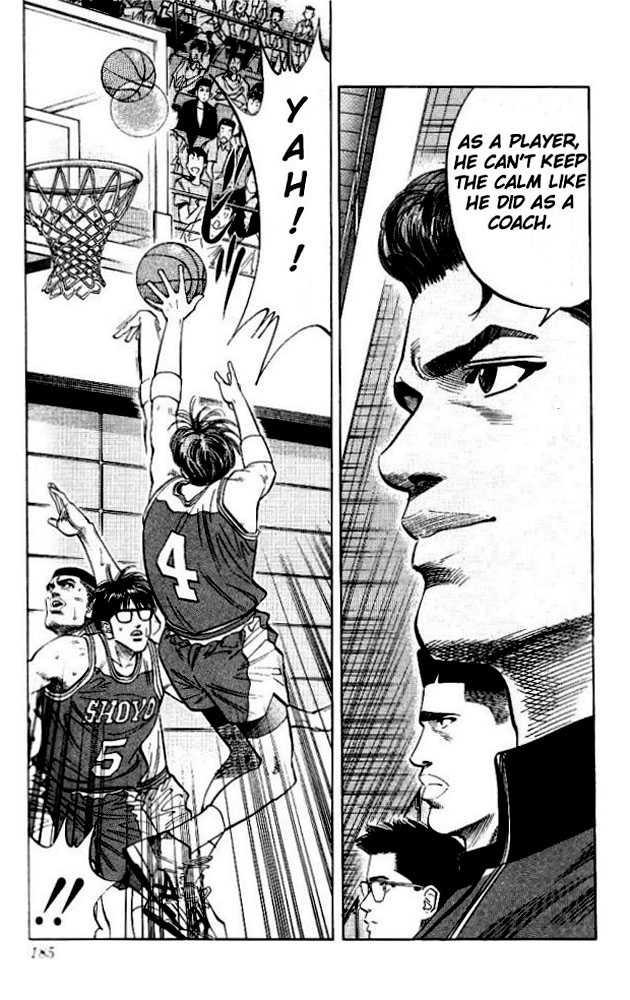 AS A PLAYER,
HE CAN'T KEEP
THE CALM LIKE
HE DID AS A
COACH.
YAH!!
4
SHOYO
5
!!
185